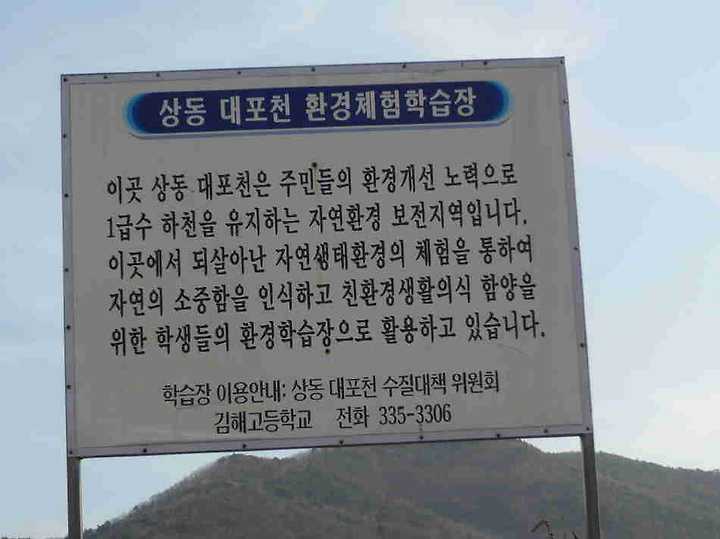 상동 대포천 환경체험학습장
이곳 상동 대포천은 주민들의 환경개선 노력으로
1급수 하천을 유지하는 자연환경 보전지역입니다.
이곳에서 되살아난 자연생태환경의 체험을 통하여
자연의 소중함을 인식하고 친환경생활의식 함양을
위한 학생들의 환경학습장으로 활용하고 있습니다.
학습장 이용안내: 상동 대포천 수질대책 위원회
김해고등학교 전화 335-3306